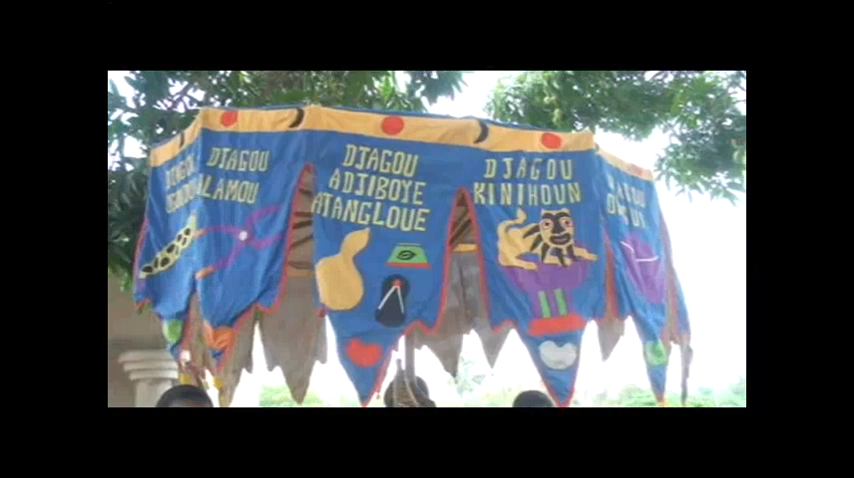 DJAGOU
ALAMOU
DJAGOU
ADJIBOYE
ATANGLOUE
DJAGOU
KINIHOUN